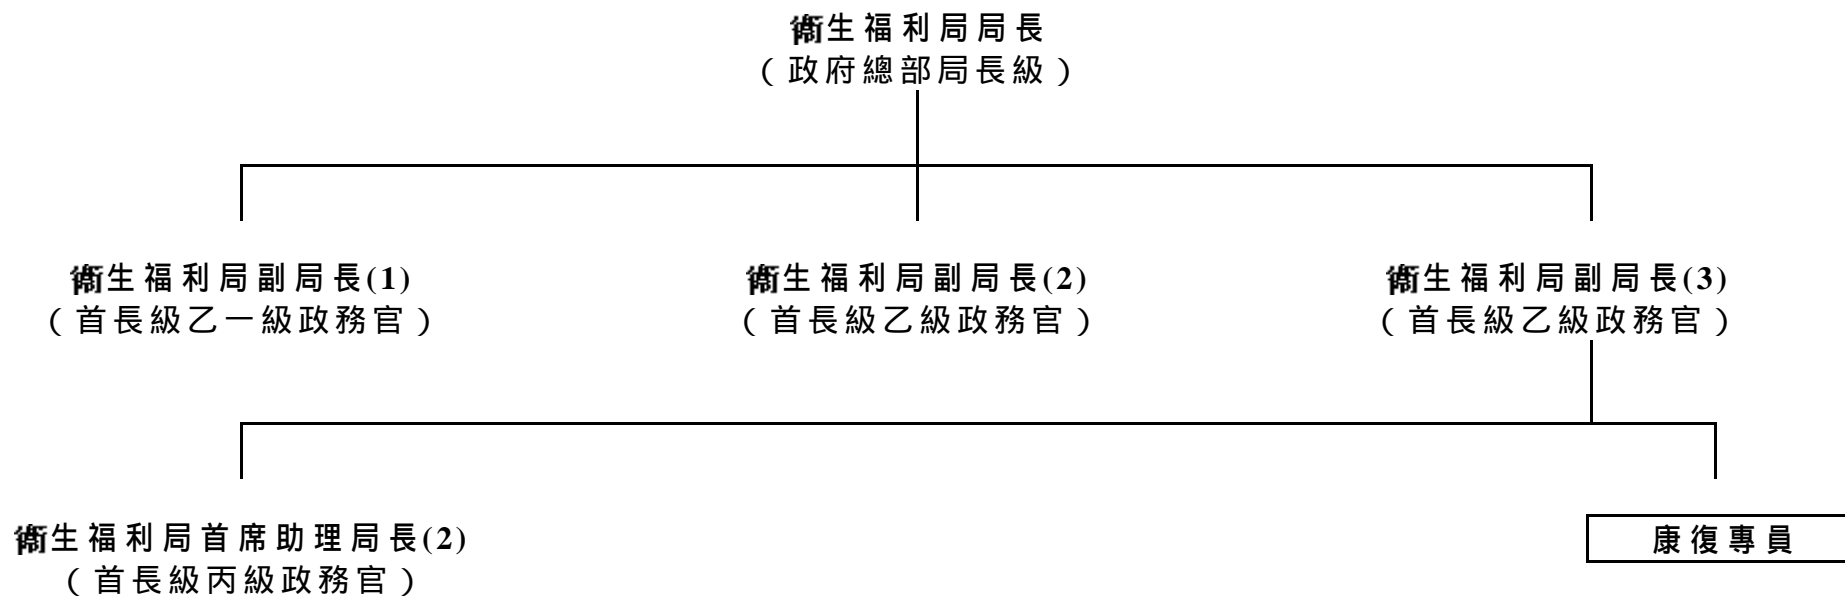 衞生福利局局長
(政府總部局長級)
衞生福利局副局長(1)
(首長級乙一級政務官)
衞生福利局副局長(2)
(首長級乙級政務官)
衞生福利局副局長(3)
(首長級乙級政務官)
衞生福利局首席助理局長(2)
(首長級丙級政務官)
康復專員